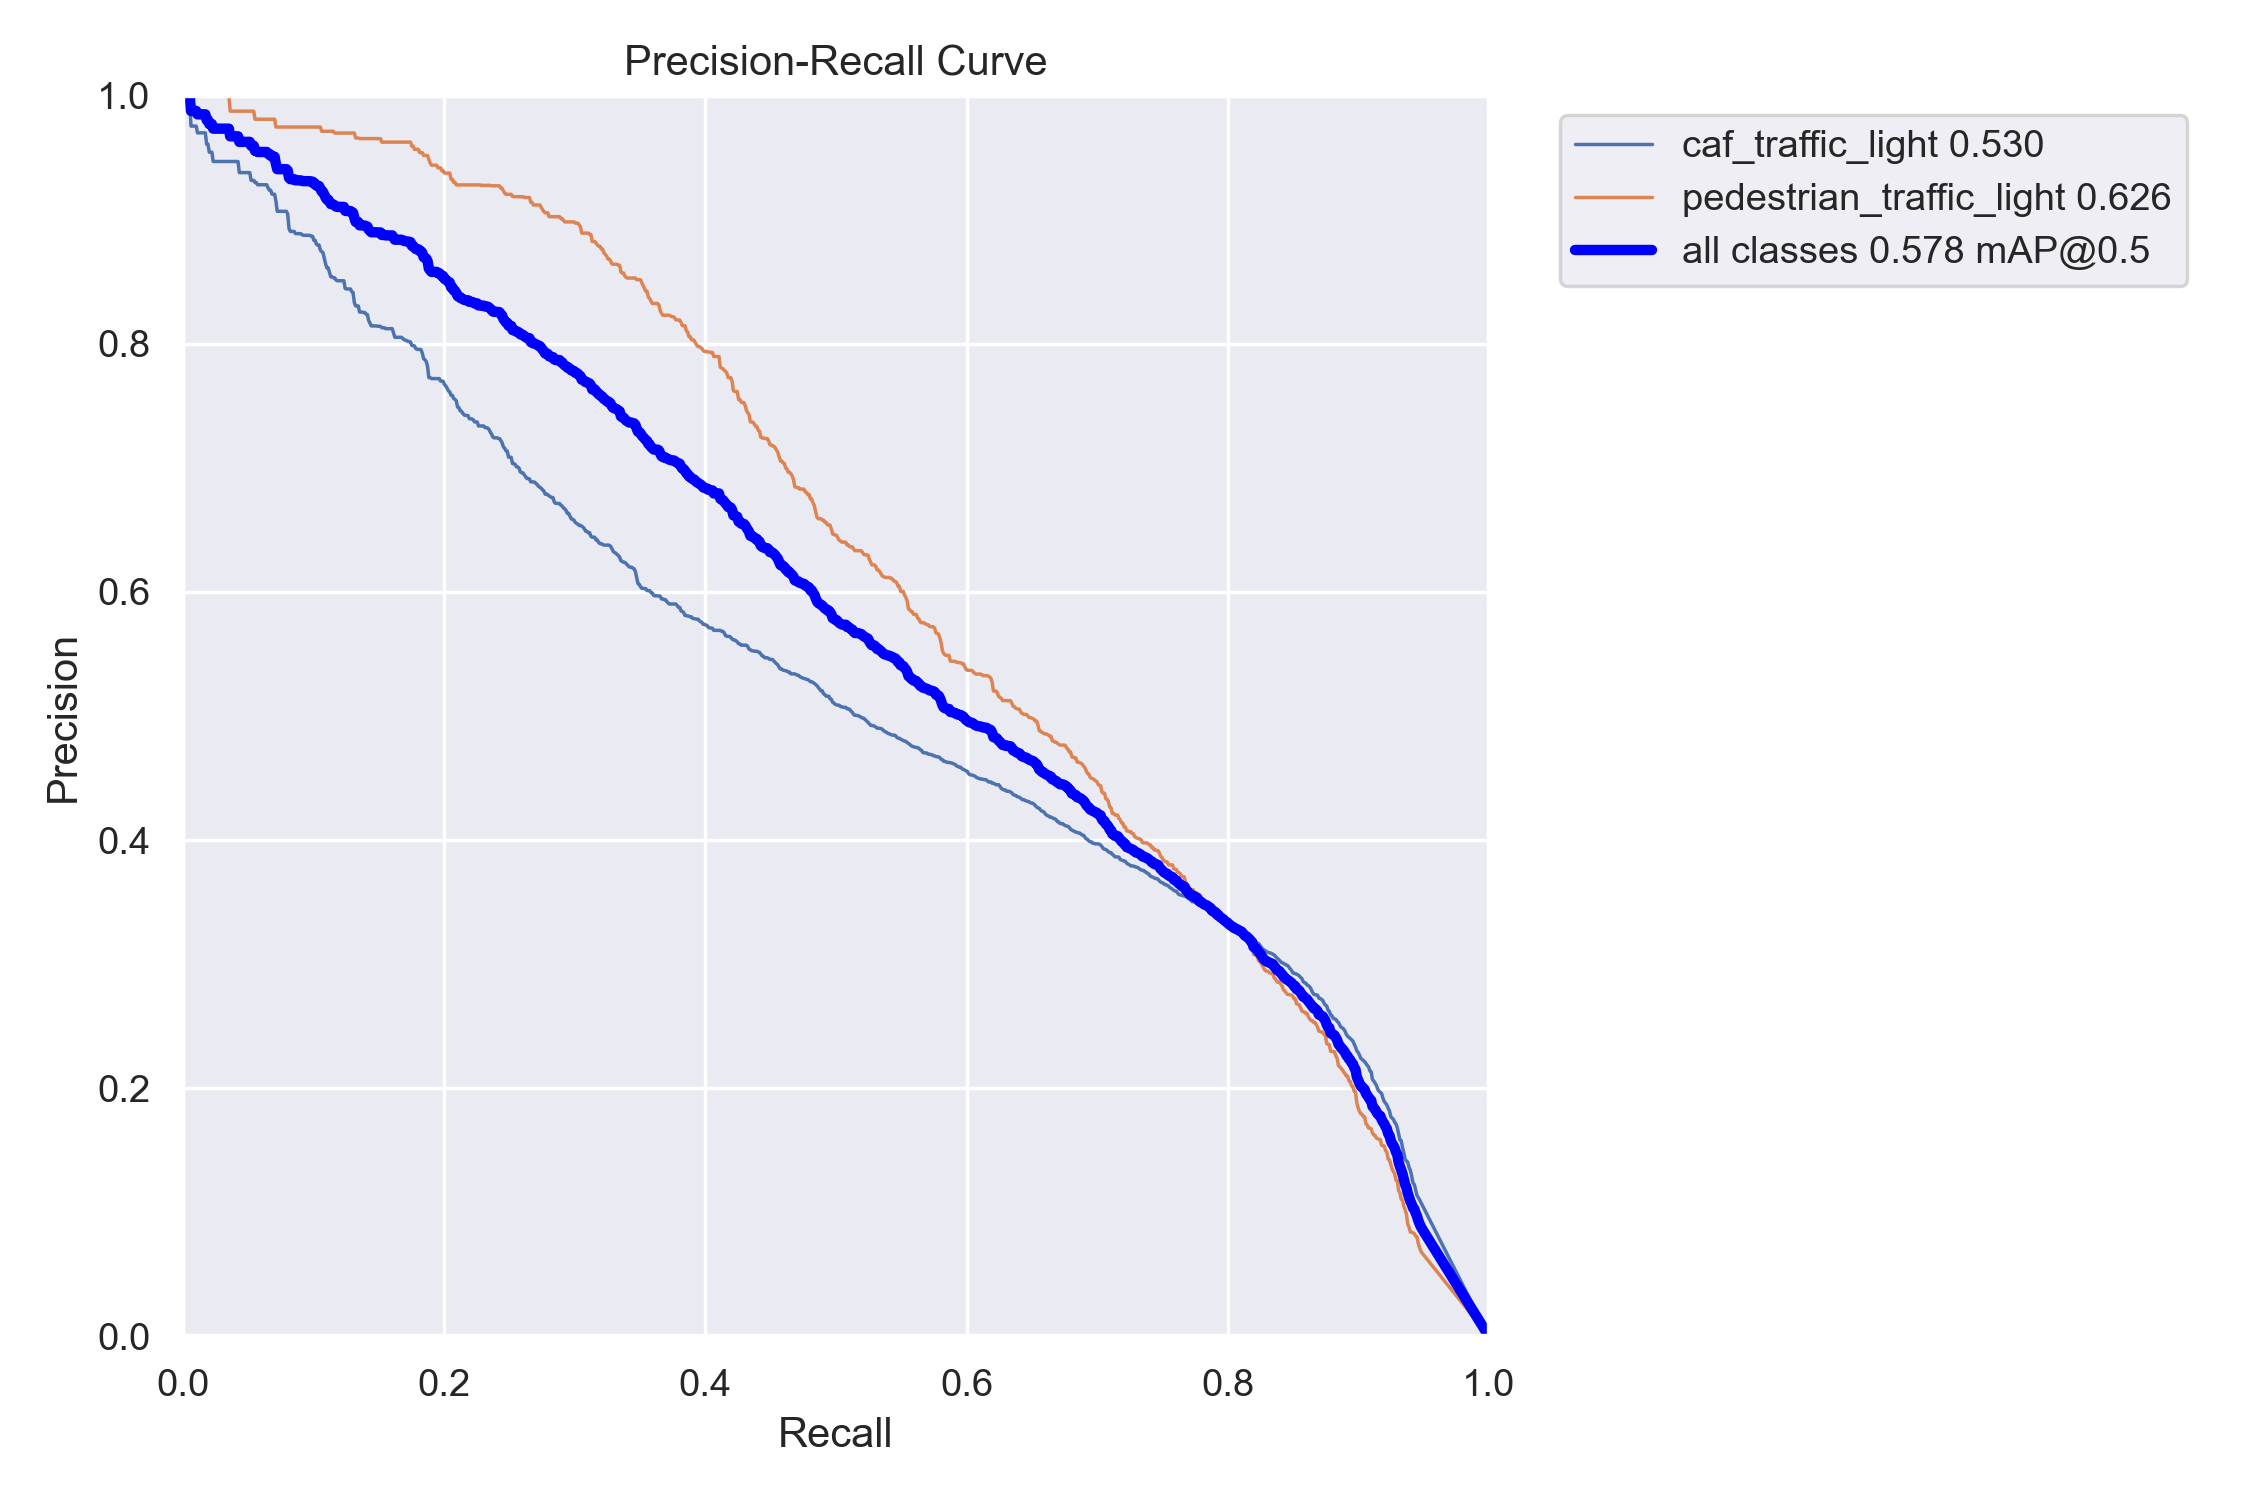 Precision-Recall Curve
1.0
0.8
0.6
0.4
0.2
0.0
Precision
0.0 0.2 0.4 0.6 0.8 1.0
Recall
caf_traffic_light 0.530
pedestrian_traffic_light 0.626
all classes 0.578 mAP@0.5